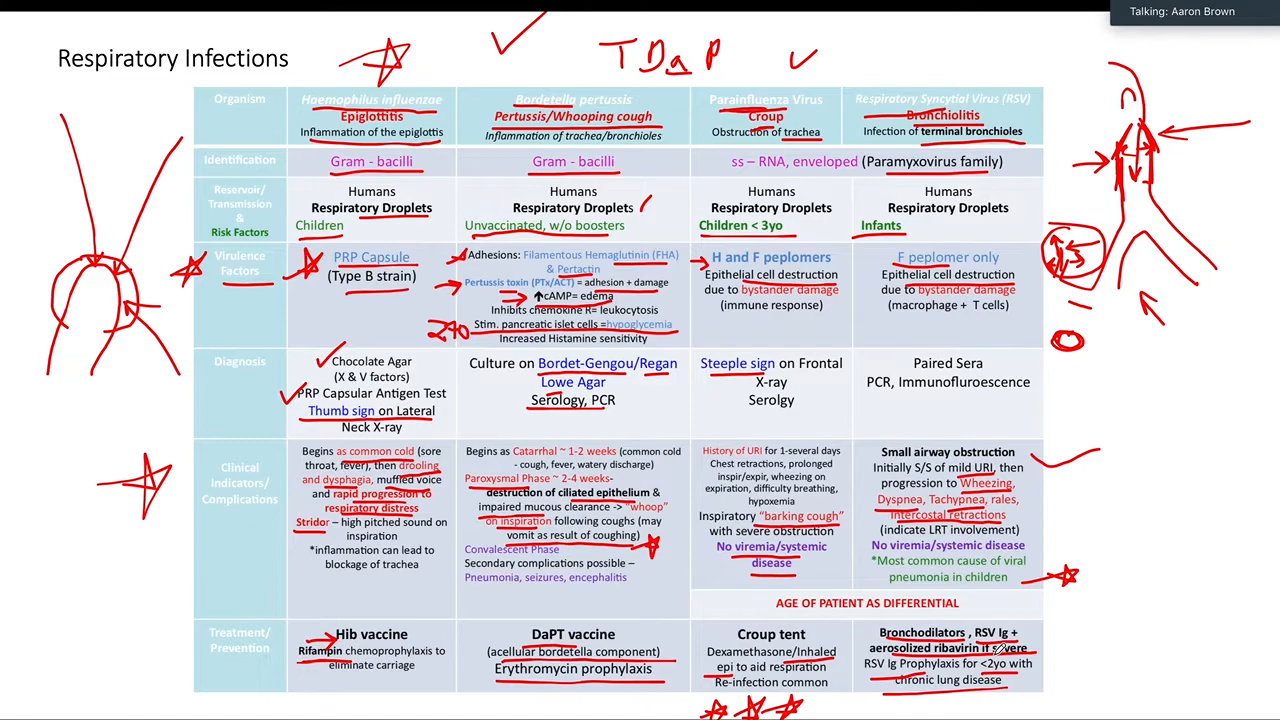 Talking: Aaron Brown
Respiratory Infections
T D a P
Organism
Haemophilus influenzae
Epiglottitis
Inflammation of the epiglottis
Bordetella pertussis
Pertussis/Whooping cough
Inflammation of trachea/bronchioles
Parainfluenza Virus
Croup
Obstruction of trachea
Respiratory Syncytial Virus (RSV)
Bronchiolitis
Infection of terminal bronchioles
Identification
Gram - bacilli
Gram - bacilli
ss – RNA, enveloped (Paramyxovirus family)
Reservoir/
Transmission
&
Risk Factors
Humans
Respiratory Droplets
Children
Humans
Respiratory Droplets
Unvaccinated, w/o boosters
Humans
Respiratory Droplets
Children < 3yo
Humans
Respiratory Droplets
Infants
Virulence
Factors
PRP Capsule
(Type B strain)
Adhesions: Filamentous Hemaglutinin (FHA)
& Pertactin
Pertussis toxin (PTx/ACT) = adhesion + damage
↑cAMP= edema
Inhibits chemokine R= leukocytosis
Stim. pancreatic islet cells =hypoglycemia
Increased Histamine sensitivity
H and F peplomers
Epithelial cell destruction
due to bystander damage
(immune response)
F peplomer only
Epithelial cell destruction
due to bystander damage
(macrophage + T cells)
Diagnosis
Chocolate Agar
(X & V factors)
PRP Capsular Antigen Test
Thumb sign on Lateral
Neck X-ray
Culture on Bordet-Gengou/Regan
Lowe Agar
Serology, PCR
Steeple sign on Frontal
X-ray
Serolgy
Paired Sera
PCR, Immunofluroescence
Clinical
Indicators/
Complications
Begins as common cold (sore
throat, fever), then drooling
and dysphagia, muffled voice
and rapid progression to
respiratory distress
Stridor – high pitched sound on
inspiration
*inflammation can lead to
blockage of trachea
Begins as Catarrhal ~ 1-2 weeks (common cold
- cough, fever, watery discharge)
Paroxysmal Phase ~ 2-4 weeks-
destruction of ciliated epithelium &
impaired mucous clearance -> "whoop"
on inspiration following coughs (may
vomit as result of coughing)
Convalescent Phase
Secondary complications possible –
Pneumonia, seizures, encephalitis
History of URI for 1-several days
Chest retractions, prolonged
inspir/expir, wheezing on
expiration, difficulty breathing,
hypoxemia
Inspiratory "barking cough"
with severe obstruction
No viremia/systemic
disease
Small airway obstruction
Initially S/S of mild URI, then
progression to Wheezing,
Dyspnea, Tachypnea, rales,
Intercostal retractions
(indicate LRT involvement)
No viremia/systemic disease
*Most common cause of viral
pneumonia in children
AGE OF PATIENT AS DIFFERENTIAL
Treatment/
Prevention
Hib vaccine
Rifampin chemoprophylaxis to
eliminate carriage
DaPT vaccine
(acellular bordetella component)
Erythromycin prophylaxis
Croup tent
Dexamethasone/Inhaled
epi to aid respiration
Re-infection common
Bronchodilators , RSV Ig +
aerosolized ribavirin if severe
RSV Ig Prophylaxis for <2yo with
chronic lung disease